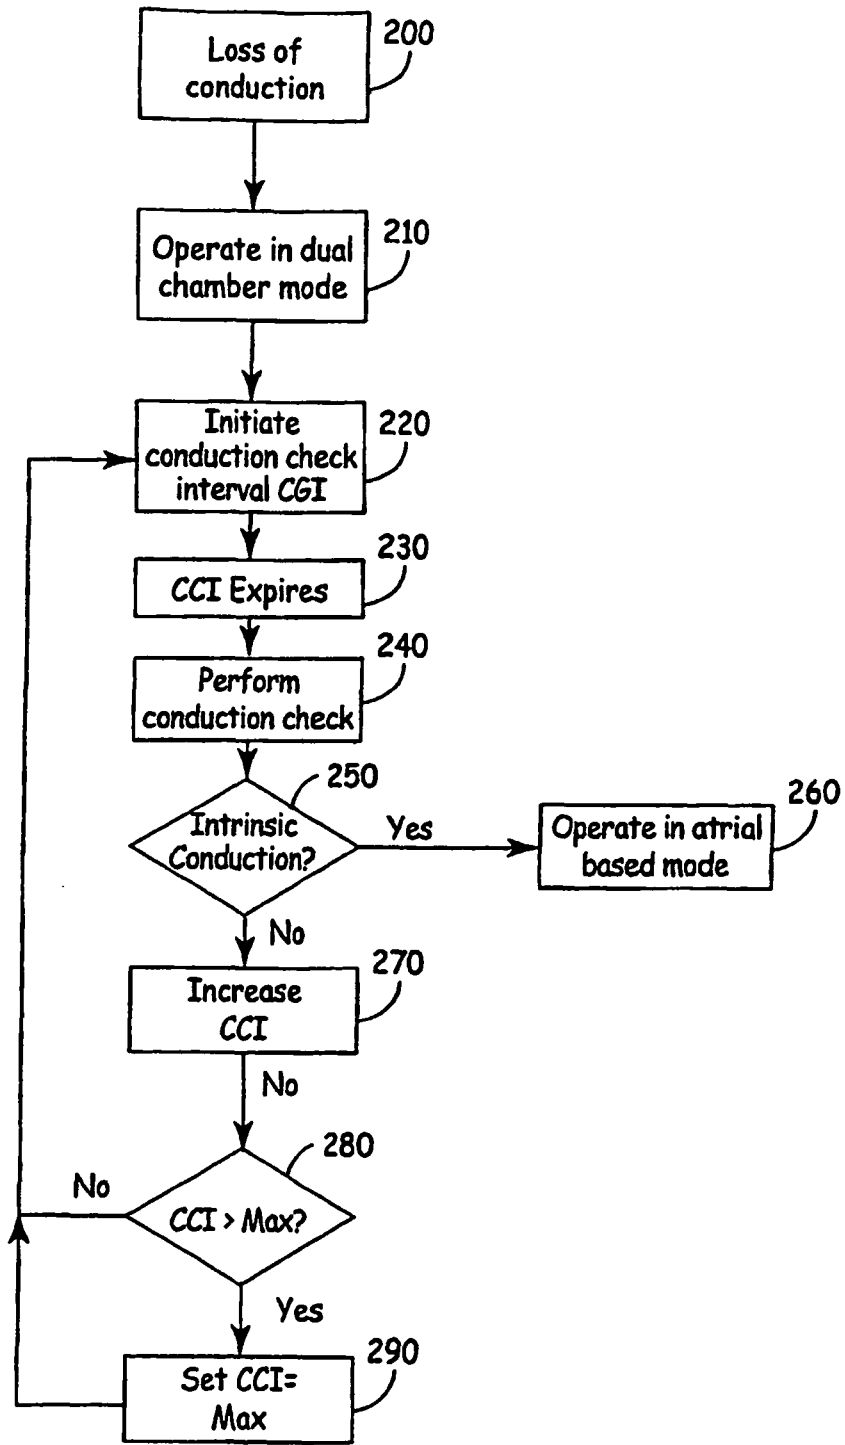 Loss of
conduction
200
Operate in dual
chamber mode
210
Initiate
conduction check
interval CGI
220
CCI Expires
230
Perform
conduction check
240
Intrinsic
Conduction?
250
Yes
Operate in atrial
based mode
260
No
Increase
CCI
270
No
CCI > Max?
280
No
Yes
Set CCI=
Max
290